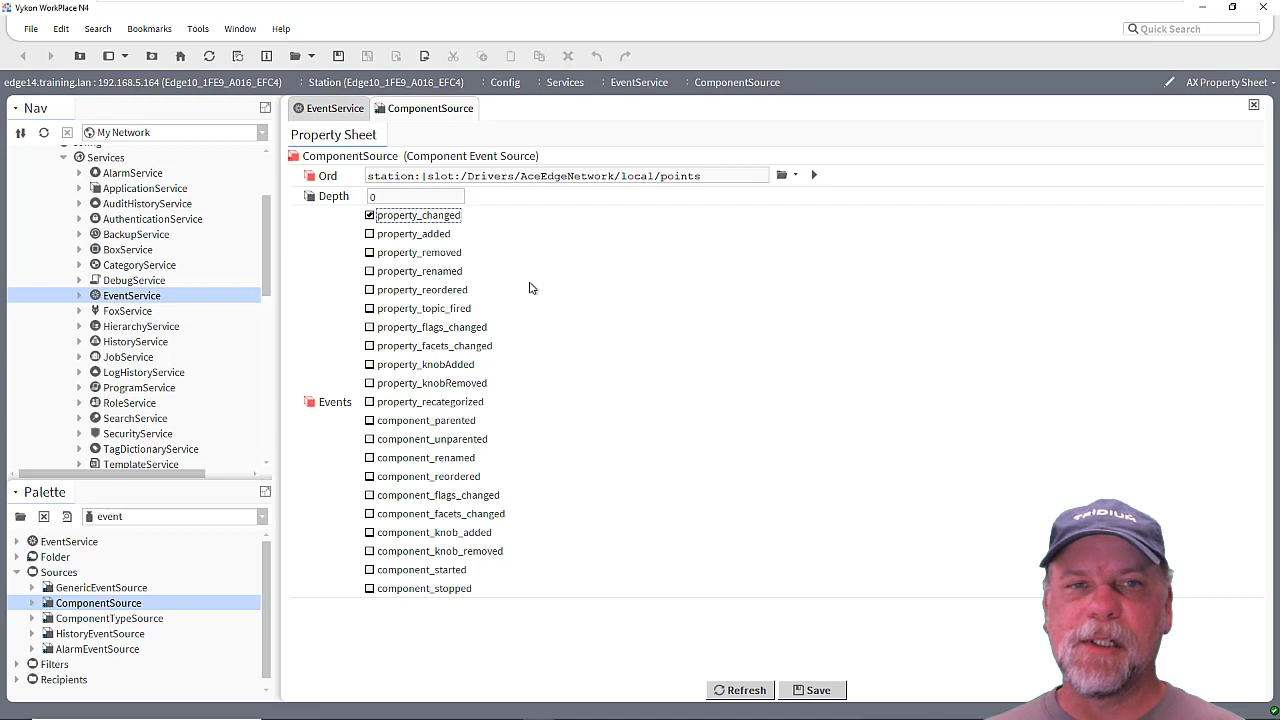 Vykon WorkPlace N4
File Edit Search Bookmarks Tools Window Help
Quick Search
edge14.training.lan : 192.168.5.164 (Edge10_1FE9_A016_EFC4) Station (Edge10_1FE9_A016_EFC4) Config Services EventService ComponentSource AX Property Sheet
Nav
My Network
Services
AlarmService
ApplicationService
AuditHistoryService
AuthenticationService
BackupService
BoxService
CategoryService
DebugService
EventService
FoxService
HierarchyService
HistoryService
JobService
LogHistoryService
ProgramService
RoleService
SearchService
SecurityService
TagDictionaryService
TemplateService
Palette
event
EventService
Folder
Sources
GenericEventSource
ComponentSource
ComponentTypeSource
HistoryEventSource
AlarmEventSource
Filters
Recipients
EventService ComponentSource
Property Sheet
ComponentSource (Component Event Source)
Ord station:|slot:/Drivers/AceEdgeNetwork/local/points
Depth 0
property_changed
property_added
property_removed
property_renamed
property_reordered
property_topic_fired
property_flags_changed
property_facets_changed
property_knobAdded
property_knobRemoved
Events property_recategorized
component_parented
component_unparented
component_renamed
component_reordered
component_flags_changed
component_facets_changed
component_knob_added
component_knob_removed
component_started
component_stopped
Refresh Save
TRIDIUM